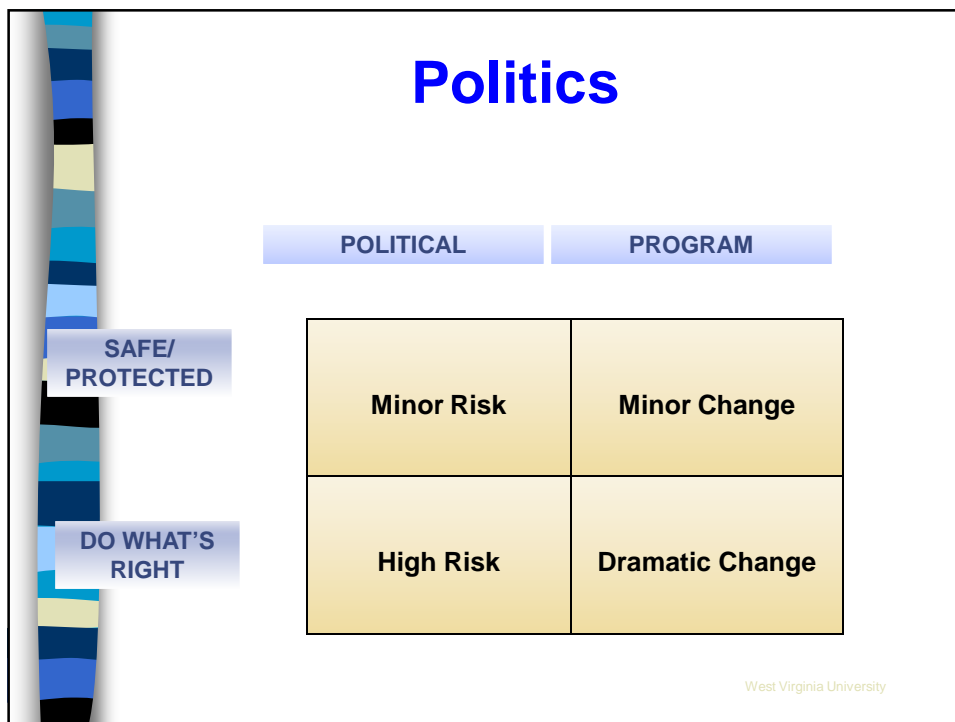 Politics
POLITICAL PROGRAM
SAFE/
PROTECTED
Minor Risk Minor Change
DO WHAT’S
RIGHT
High Risk Dramatic Change
West Virginia University